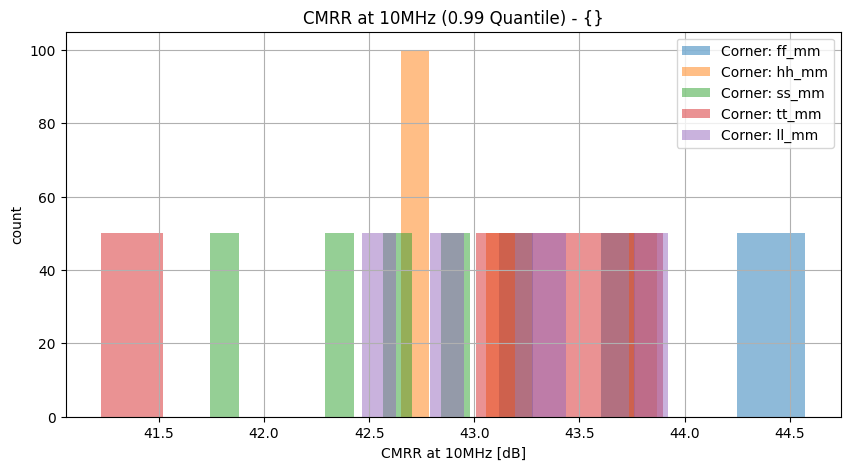 CMRR at 10MHz (0.99 Quantile) - {}
Corner: ff_mm
Corner: hh_mm
Corner: ss_mm
Corner: tt_mm
Corner: ll_mm
count
100
80
60
40
20
0
41.5 42.0 42.5 43.0 43.5 44.0 44.5
CMRR at 10MHz [dB]